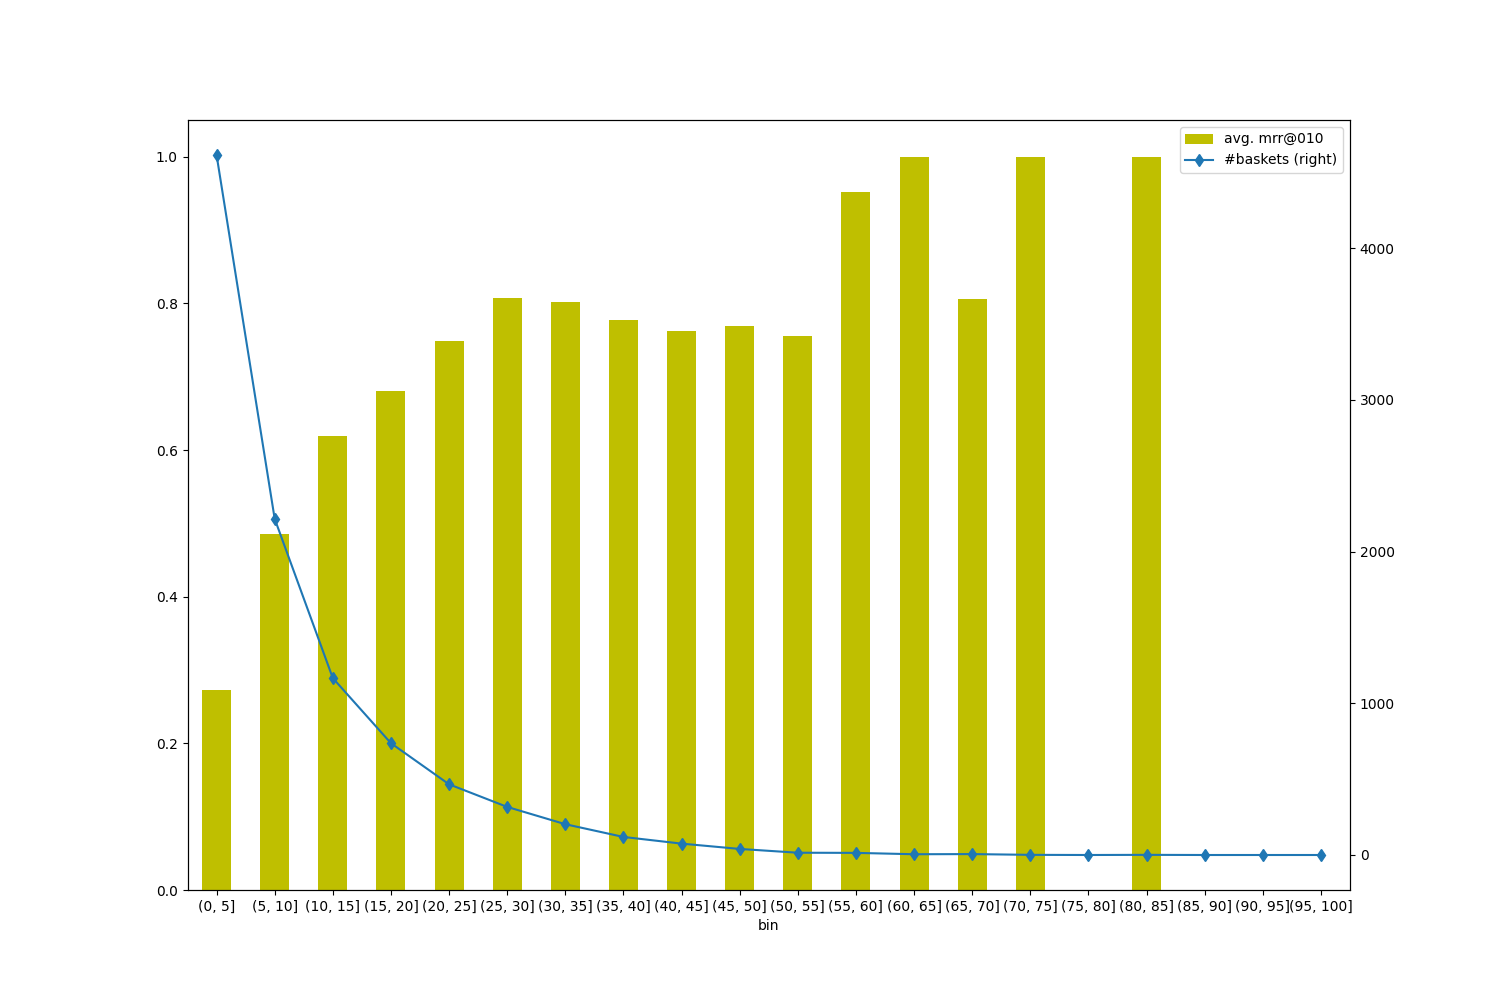 avg. mrr@010
#baskets (right)
1.0
0.8
0.6
0.4
0.2
0.0
4000
3000
2000
1000
0
(0, 5] (5, 10] (10, 15] (15, 20] (20, 25] (25, 30] (30, 35] (35, 40] (40, 45] (45, 50] (50, 55] (55, 60] (60, 65] (65, 70] (70, 75] (75, 80] (80, 85] (85, 90] (90, 95] (95, 100]
bin